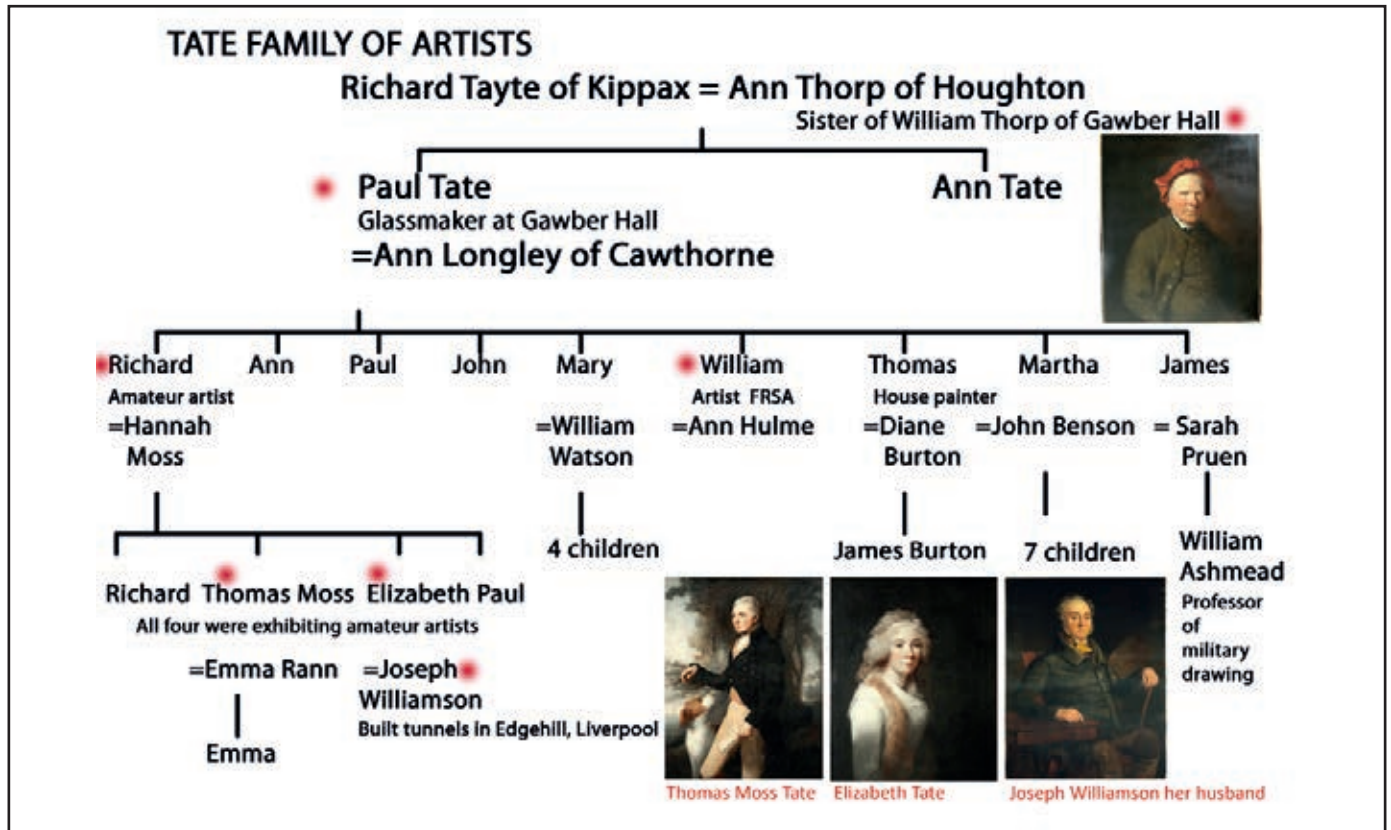 TATE FAMILY OF ARTISTS
Richard Tayte of Kippax = Ann Thorp of Houghton
Sister of William Thorp of Gawber Hall
Paul Tate
Ann Tate
Glassmaker at Gawber Hall
=Ann Longley of Cawthorne
Richard Ann Paul John Mary William Thomas Martha James
Amateur artist Artist FRSA House painter
=Hannah =William =Ann Hulme =Diane =John Benson = Sarah
Moss Watson Burton Pruen
4 children James Burton 7 children William
Ashmead
Professor
of
military
drawing
Richard Thomas Moss Elizabeth Paul
All four were exhibiting amateur artists
=Emma Rann =Joseph
Williamson
Built tunnels in Edgehill, Liverpool
Emma
Thomas Moss Tate Elizabeth Tate Joseph Williamson her husband